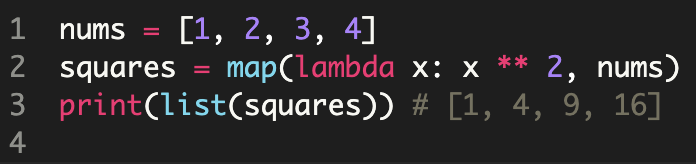 1 nums = [1, 2, 3, 4]
2 squares = map(lambda x: x ** 2, nums)
3 print(list(squares)) # [1, 4, 9, 16]
4